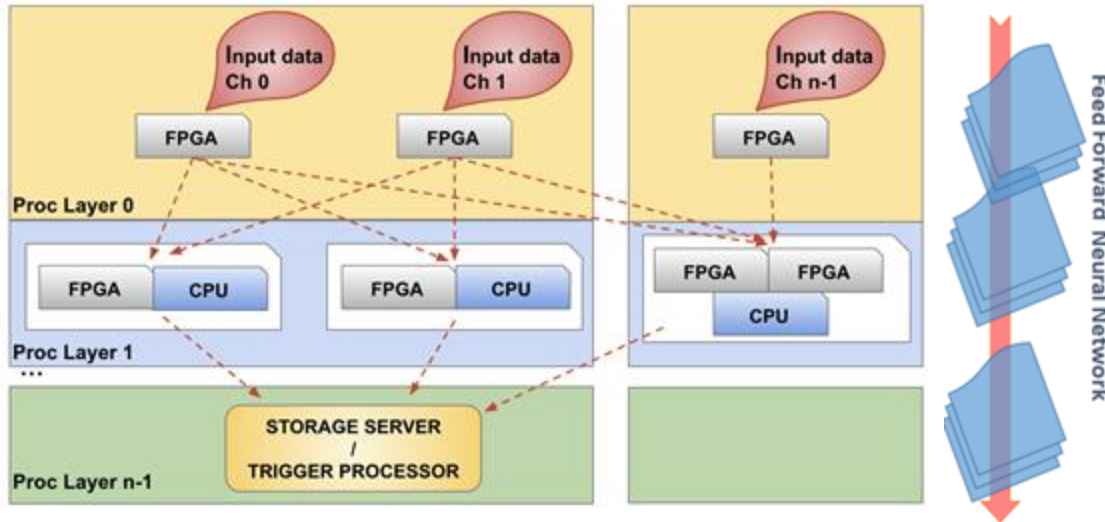 Input data
Ch 0
Input data
Ch 1
Input data
Ch n-1
FPGA
FPGA
FPGA
Proc Layer 0
FPGA
CPU
FPGA
CPU
FPGA
FPGA
CPU
Proc Layer 1
...
STORAGE SERVER
/
TRIGGER PROCESSOR
Proc Layer n-1
Feed Forward Neural Network